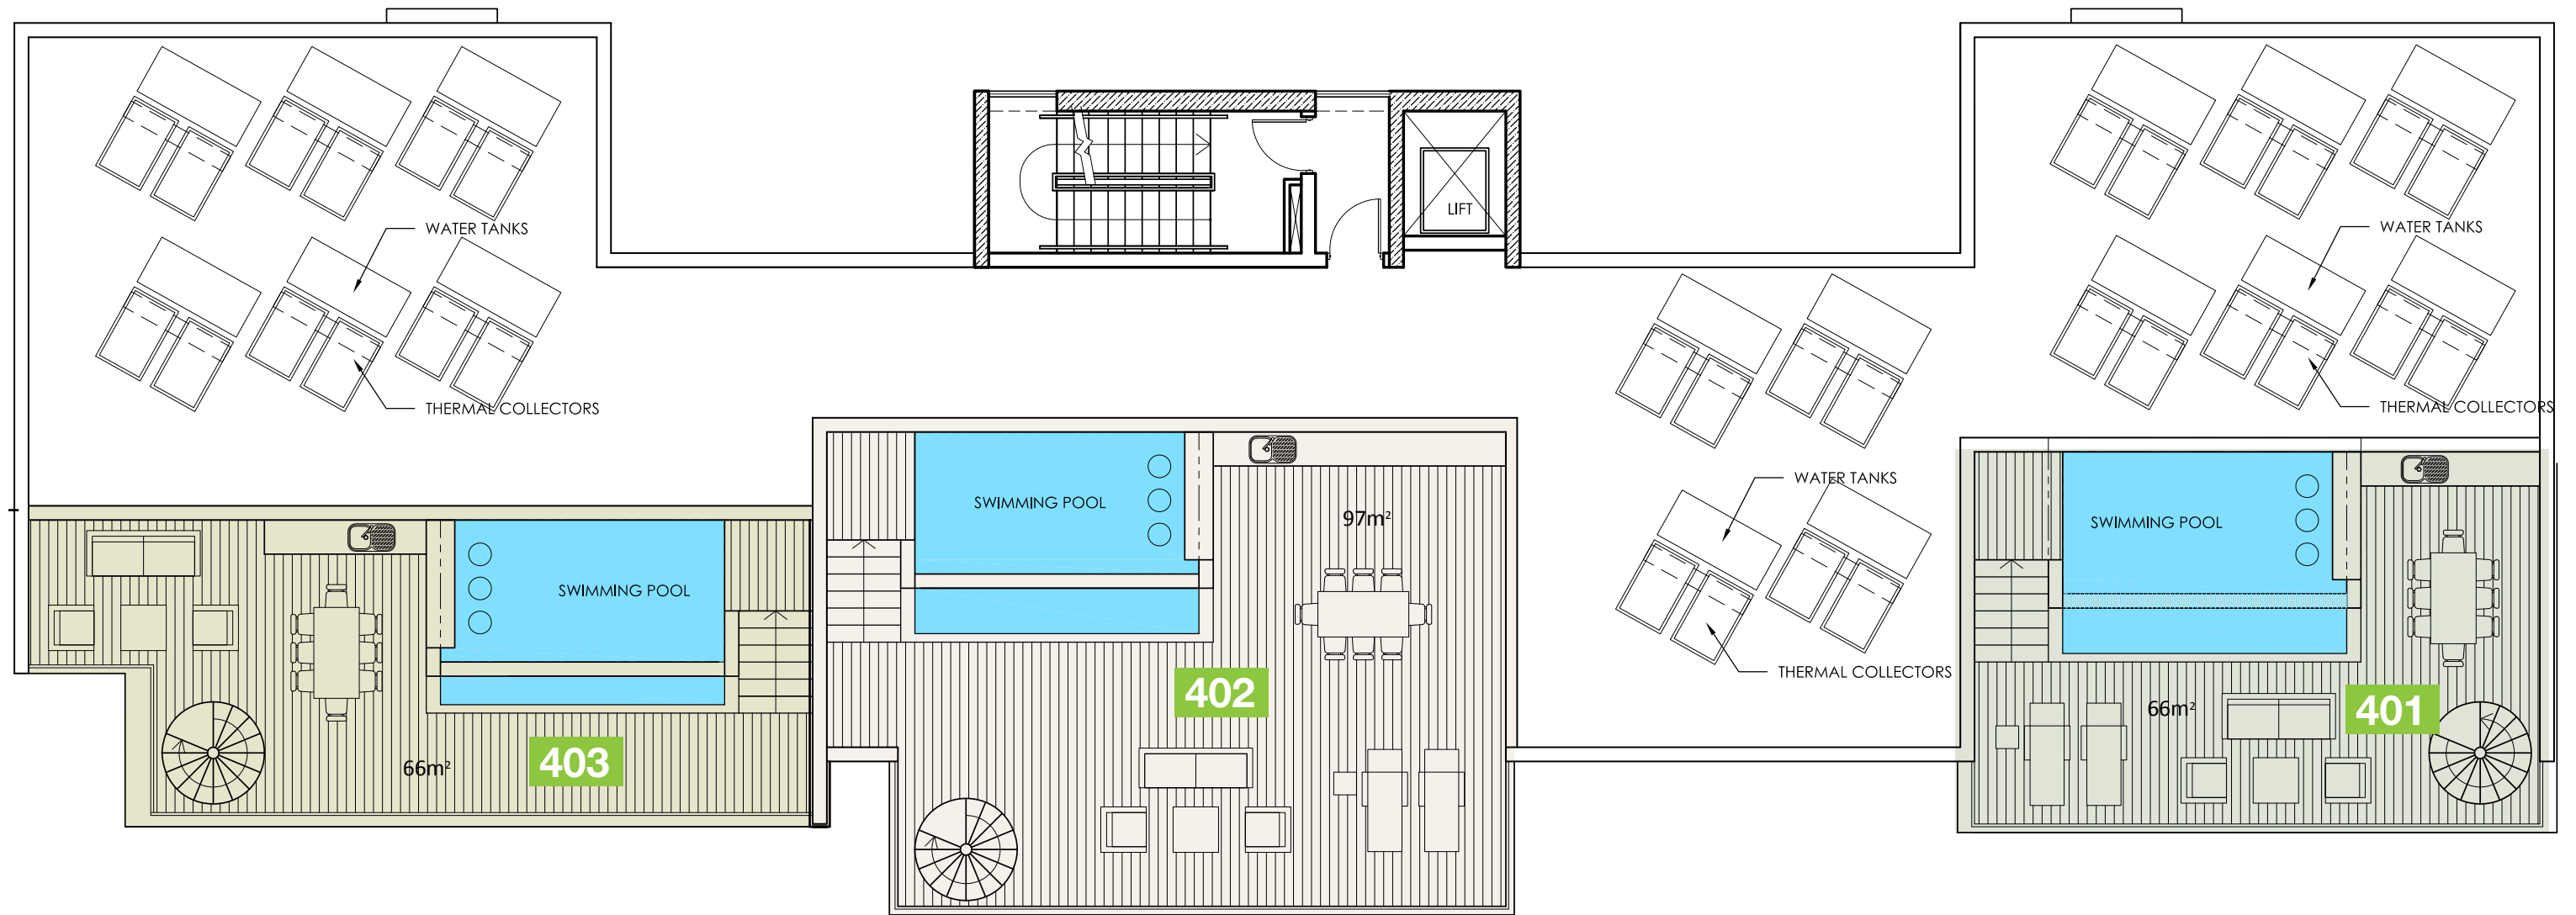 LIFT
WATER TANKS
THERMAL COLLECTORS
WATER TANKS
THERMAL COLLECTORS
WATER TANKS
THERMAL COLLECTORS
SWIMMING POOL
66m²
403
SWIMMING POOL
97m²
402
SWIMMING POOL
66m²
401